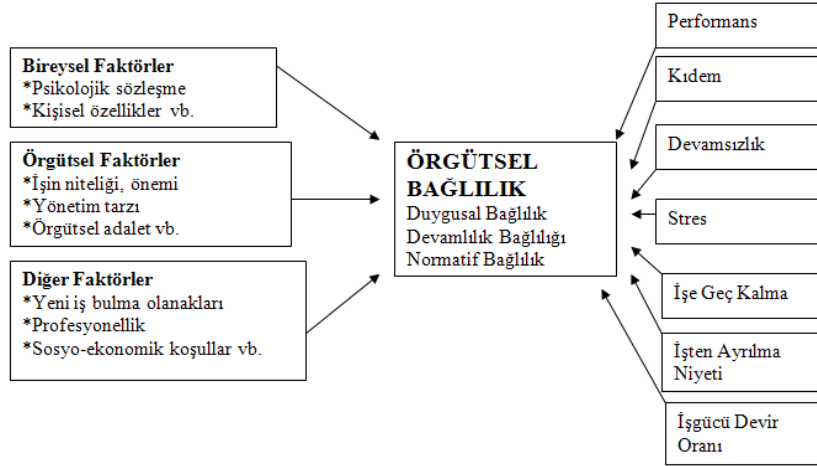 Bireysel Faktörler
*Psikolojik sözleşme
*Kişisel özellikler vb.
Örgütsel Faktörler
*İşin niteliği, önemi
*Yönetim tarzı
*Örgütsel adalet vb.
Diğer Faktörler
*Yeni iş bulma olanakları
*Profesyonellik
*Sosyo-ekonomik koşullar vb.
ÖRGÜTSEL
BAĞLILIK
Duygusal Bağlılık
Devamlılık Bağlılığı
Normatif Bağlılık
Performans
Kıdem
Devamsızlık
Stres
İşe Geç Kalma
İşten Ayrılma
Niyeti
İşgücü Devir
Oranı